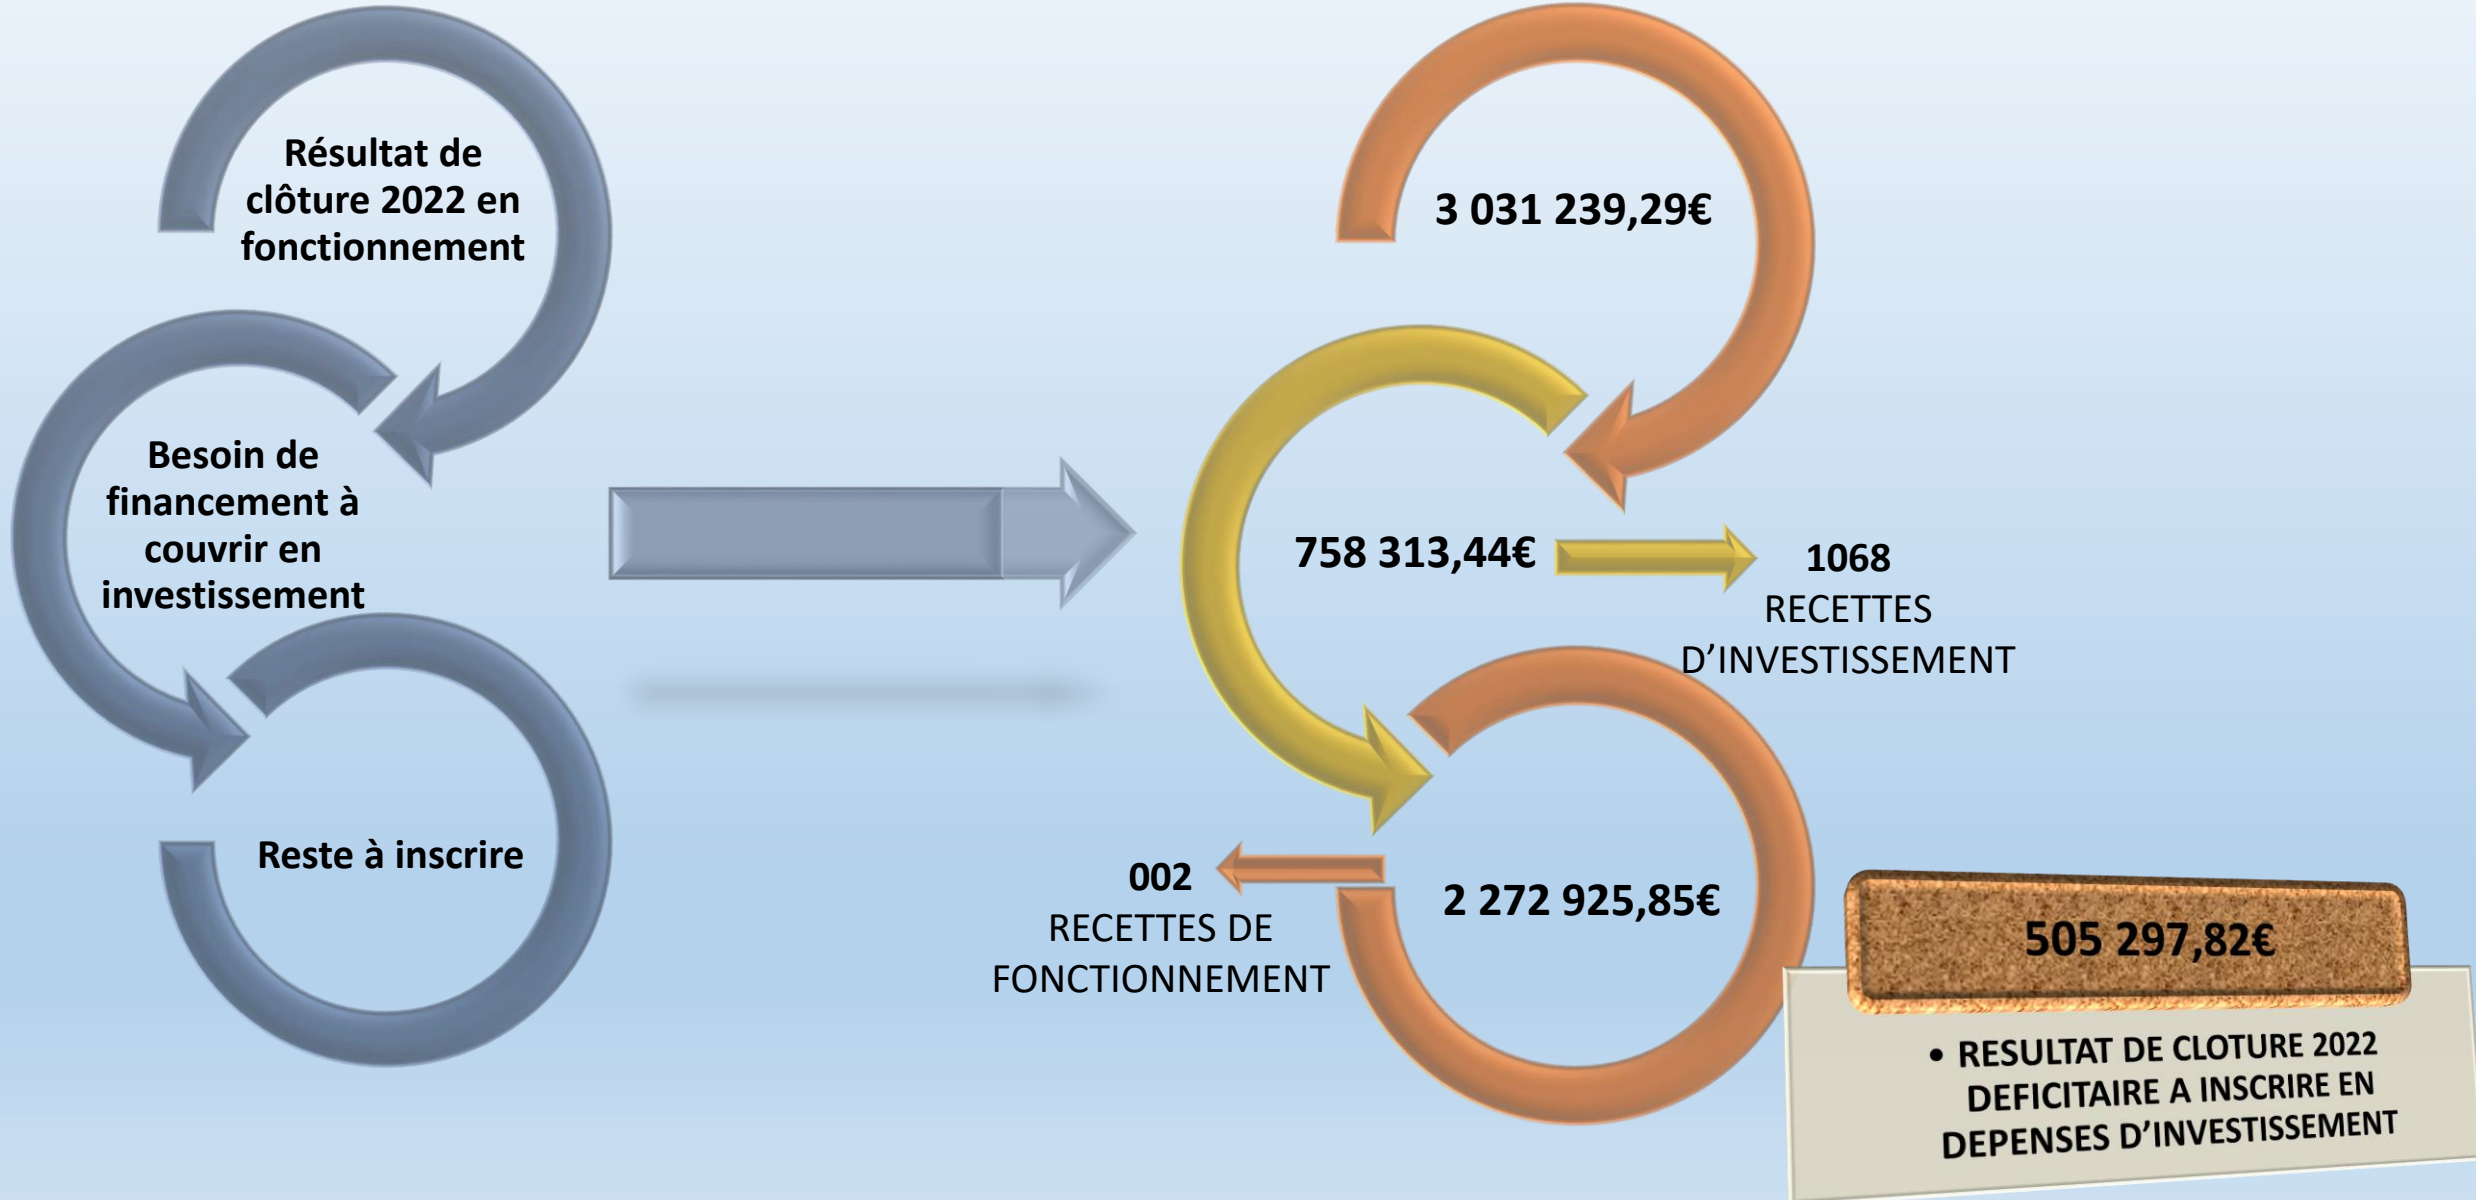 Résultat de
clôture 2022 en
fonctionnement
Besoin de
financement à
couvrir en
investissement
Reste à inscrire
3 031 239,29€
758 313,44€
1068
RECETTES
D’INVESTISSEMENT
002
RECETTES DE
FONCTIONNEMENT
2 272 925,85€
505 297,82€
• RESULTAT DE CLOTURE 2022
DEFICITAIRE A INSCRIRE EN
DEPENSES D’INVESTISSEMENT